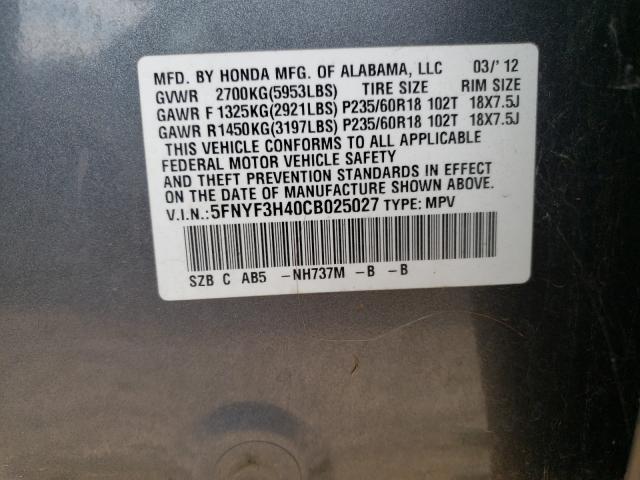 MFD. BY HONDA MFG. OF ALABAMA, LLC 03/'12
GVWR 2700KG(5953LBS) TIRE SIZE RIM SIZE
GAWR F 1325KG(2921LBS) P235/60R18 102T 18X7.5J
GAWR R1450KG(3197LBS) P235/60R18 102T 18X7.5J
THIS VEHICLE CONFORMS TO ALL APPLICABLE
FEDERAL MOTOR VEHICLE SAFETY
AND THEFT PREVENTION STANDARDS IN EFFECT
ON THE DATE OF MANUFACTURE SHOWN ABOVE.
V.I.N.:5FNYF3H40CB025027 TYPE: MPV
SZB C AB5 -NH737M -B -B